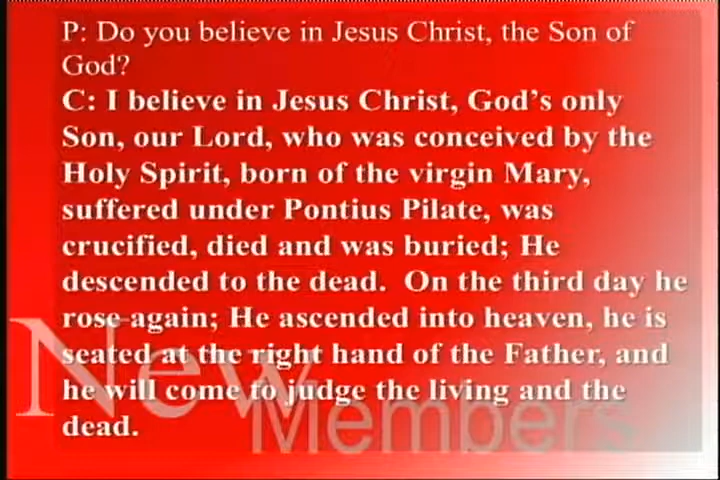 P: Do you believe in Jesus Christ, the Son of
God?
C: I believe in Jesus Christ, God's only
Son, our Lord, who was conceived by the
Holy Spirit, born of the virgin Mary,
suffered under Pontius Pilate, was
crucified, died and was buried; He
descended to the dead.  On the third day he
rose again; He ascended into heaven, he is
seated at the right hand of the Father, and
he will come to judge the living and the
dead.
New
Members